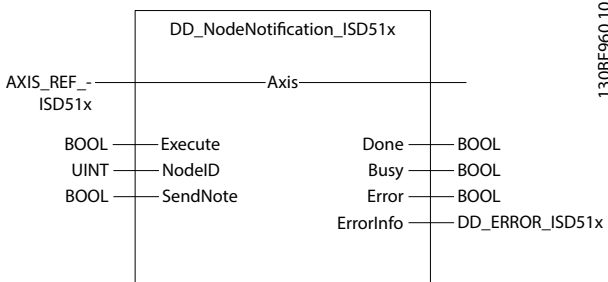 DD_NodeNotification_ISD51x
130BE960.10
AXIS_REF_-
ISD51x
Axis
BOOL Execute Done BOOL
UINT NodeID Busy BOOL
BOOL SendNote Error BOOL
ErrorInfo DD_ERROR_ISD51x